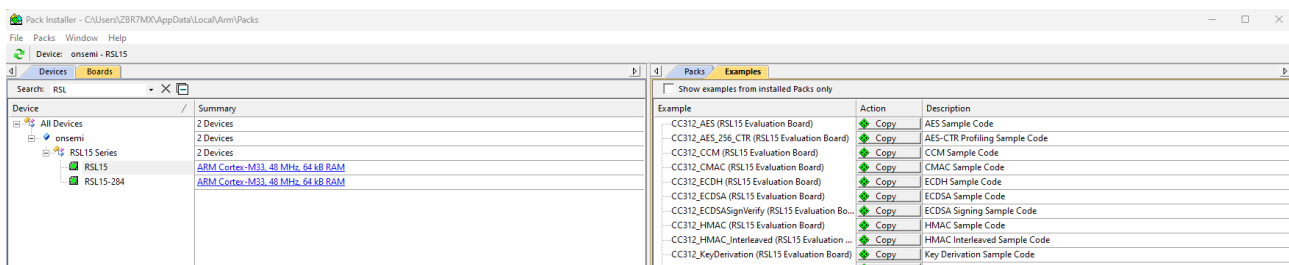 Pack Installer - C:\Users\ZBR7MX\AppData\Local\Arm\Packs
File Packs Window Help
Device: onsemi - RSL15
Devices Boards
Search: RSL
Device / Summary
All Devices 2 Devices
onsemi 2 Devices
RSL15 Series 2 Devices
RSL15 ARM Cortex-M33, 48 MHz, 64 kB RAM
RSL15-284 ARM Cortex-M33, 48 MHz, 64 kB RAM
Packs Examples
Show examples from installed Packs only
Example Action Description
CC312_AES (RSL15 Evaluation Board) Copy AES Sample Code
CC312_AES_256_CTR (RSL15 Evaluation Board) Copy AES-CTR Profiling Sample Code
CC312_CCM (RSL15 Evaluation Board) Copy CCM Sample Code
CC312_CMAC (RSL15 Evaluation Board) Copy CMAC Sample Code
CC312_ECDH (RSL15 Evaluation Board) Copy ECDH Sample Code
CC312_ECDSA (RSL15 Evaluation Board) Copy ECDSA Sample Code
CC312_ECDSASignVerify (RSL15 Evaluation Bo... Copy ECDSA Signing Sample Code
CC312_HMAC (RSL15 Evaluation Board) Copy HMAC Sample Code
CC312_HMAC_Interleaved (RSL15 Evaluation ... Copy HMAC Interleaved Sample Code
CC312_KeyDerivation (RSL15 Evaluation Board) Copy Key Derivation Sample Code